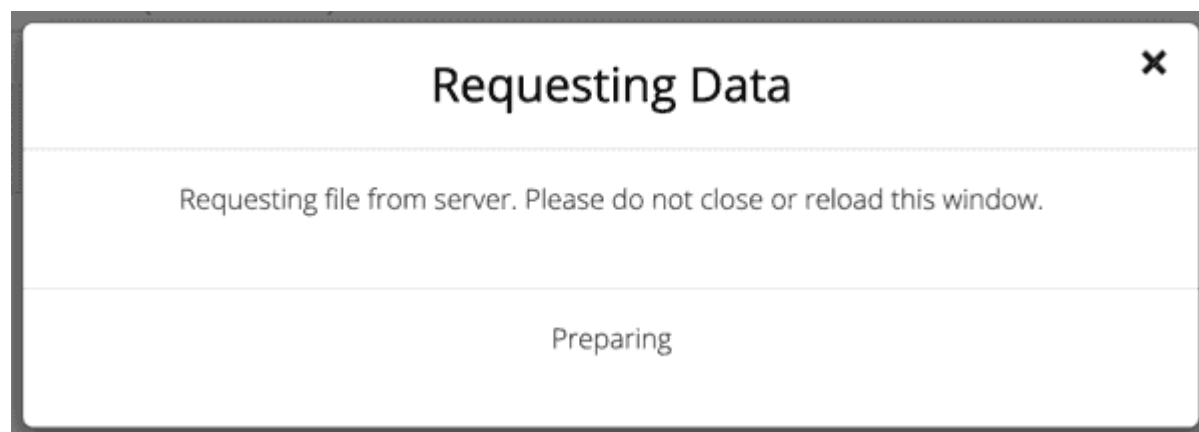 Requesting Data
Requesting file from server. Please do not close or reload this window.
Preparing